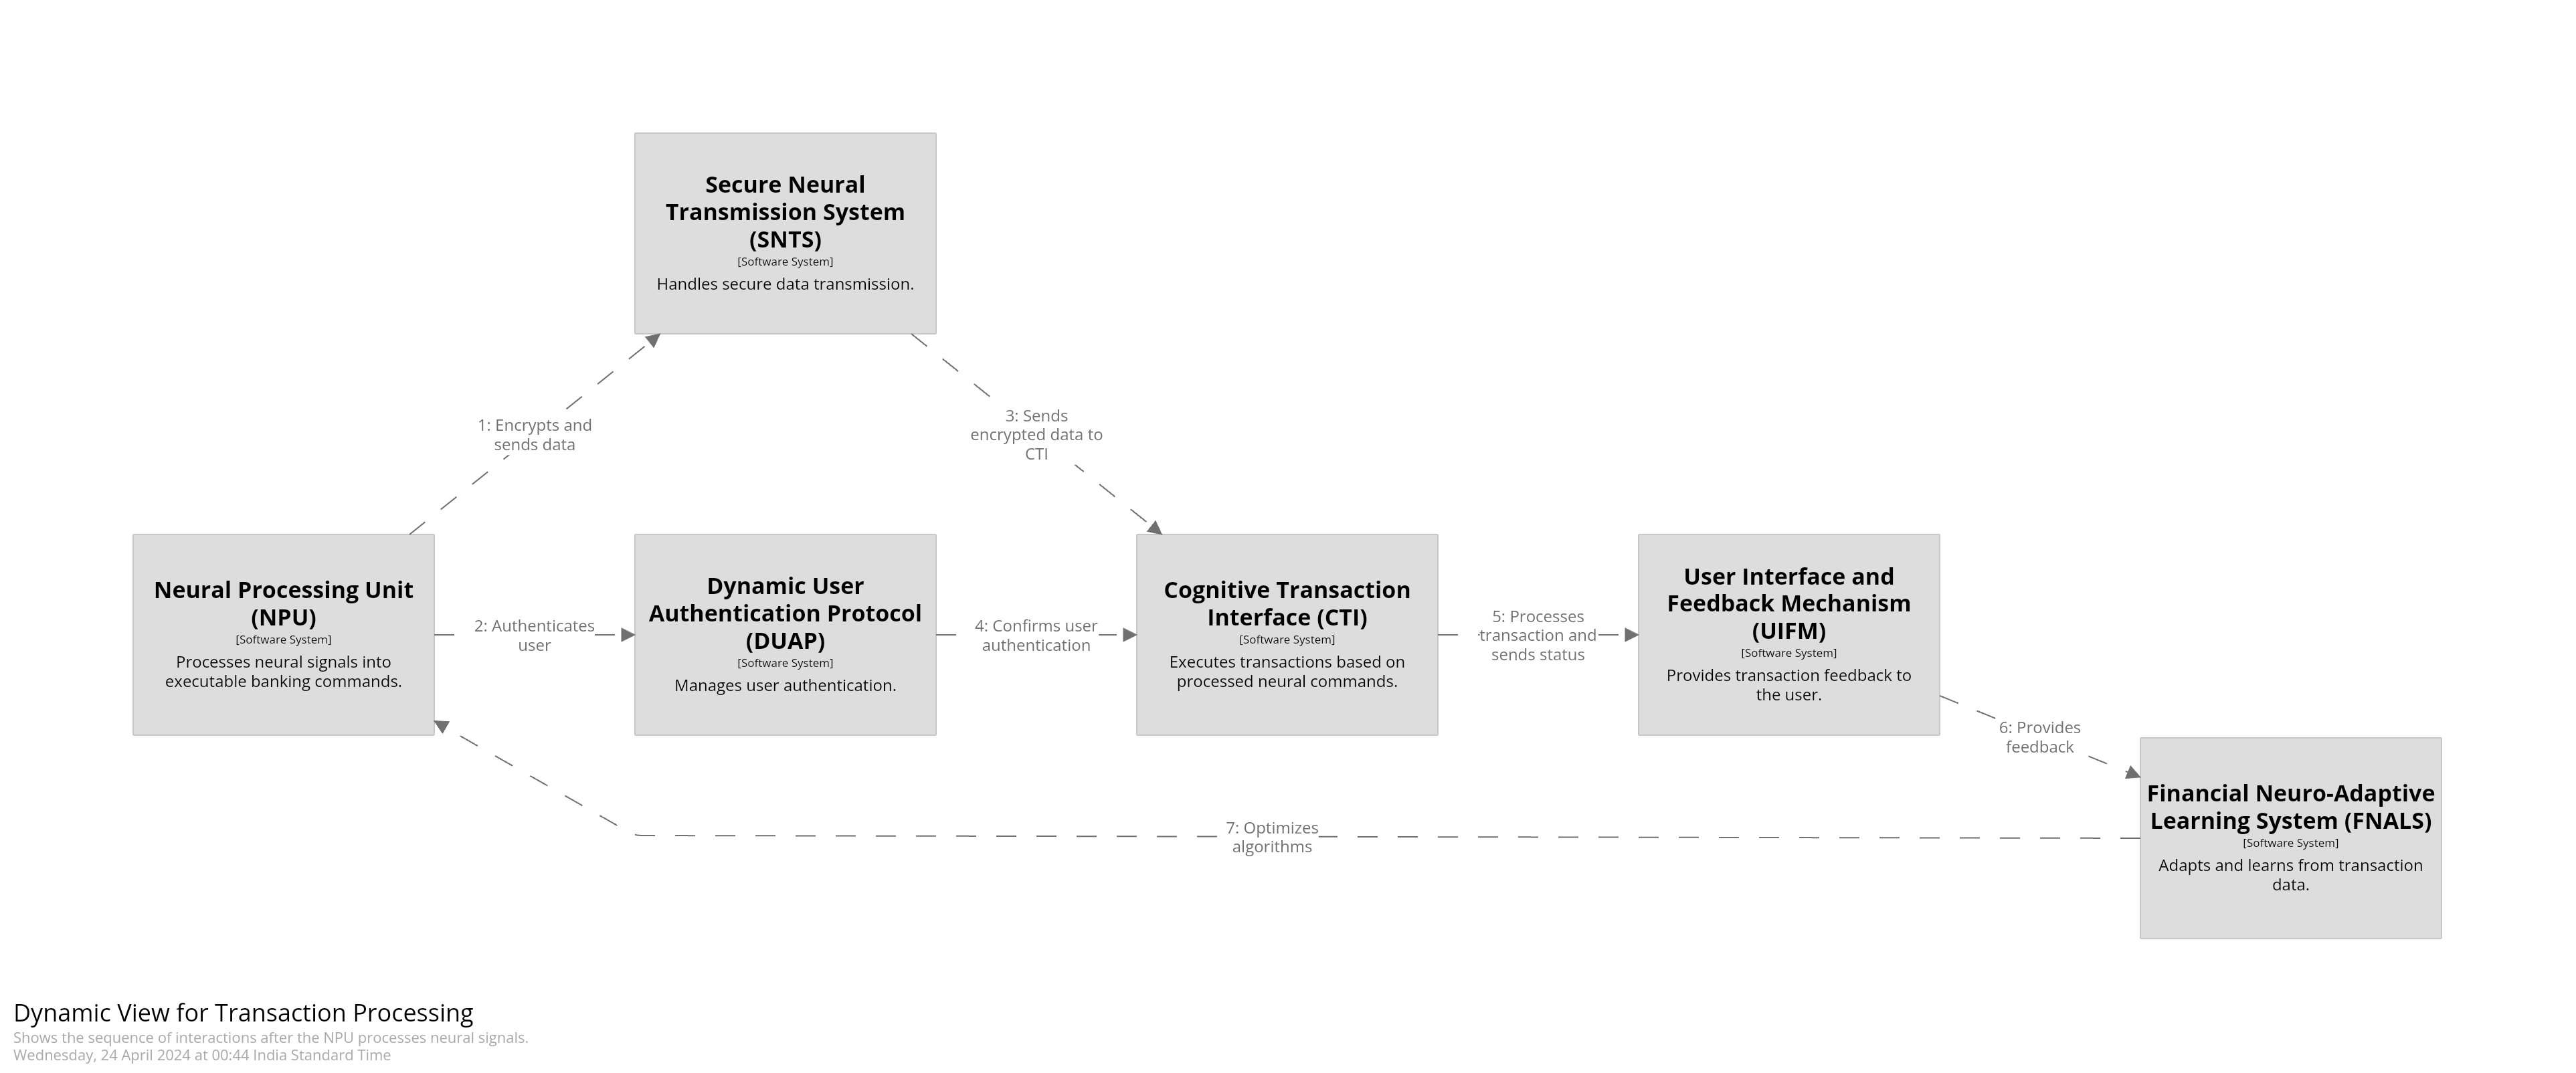 Secure Neural
Transmission System
(SNTS)
[Software System]
Handles secure data transmission.
1: Encrypts and
sends data
3: Sends
encrypted data to
CTI
Neural Processing Unit
(NPU)
[Software System]
Processes neural signals into
executable banking commands.
2: Authenticates
user
Dynamic User
Authentication Protocol
(DUAP)
[Software System]
Manages user authentication.
4: Confirms user
authentication
Cognitive Transaction
Interface (CTI)
[Software System]
Executes transactions based on
processed neural commands.
5: Processes
transaction and
sends status
User Interface and
Feedback Mechanism
(UIFM)
[Software System]
Provides transaction feedback to
the user.
6: Provides
feedback
Financial Neuro-Adaptive
Learning System (FNALS)
[Software System]
Adapts and learns from transaction
data.
7: Optimizes
algorithms
Dynamic View for Transaction Processing
Shows the sequence of interactions after the NPU processes neural signals.
Wednesday, 24 April 2024 at 00:44 India Standard Time